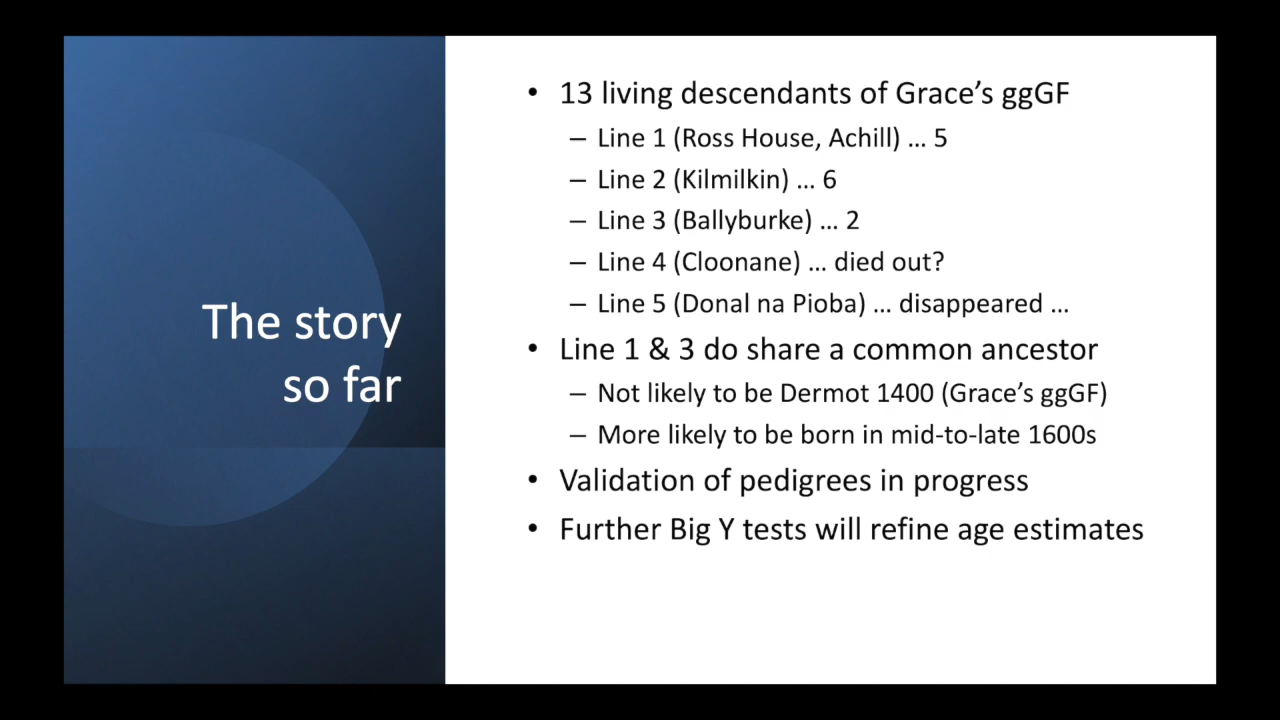 The story
so far
• 13 living descendants of Grace’s ggGF
– Line 1 (Ross House, Achill) ... 5
– Line 2 (Kilmilkin) ... 6
– Line 3 (Ballyburke) ... 2
– Line 4 (Cloonane) ... died out?
– Line 5 (Donal na Pioba) ... disappeared ...
• Line 1 & 3 do share a common ancestor
– Not likely to be Dermot 1400 (Grace’s ggGF)
– More likely to be born in mid-to-late 1600s
• Validation of pedigrees in progress
• Further Big Y tests will refine age estimates